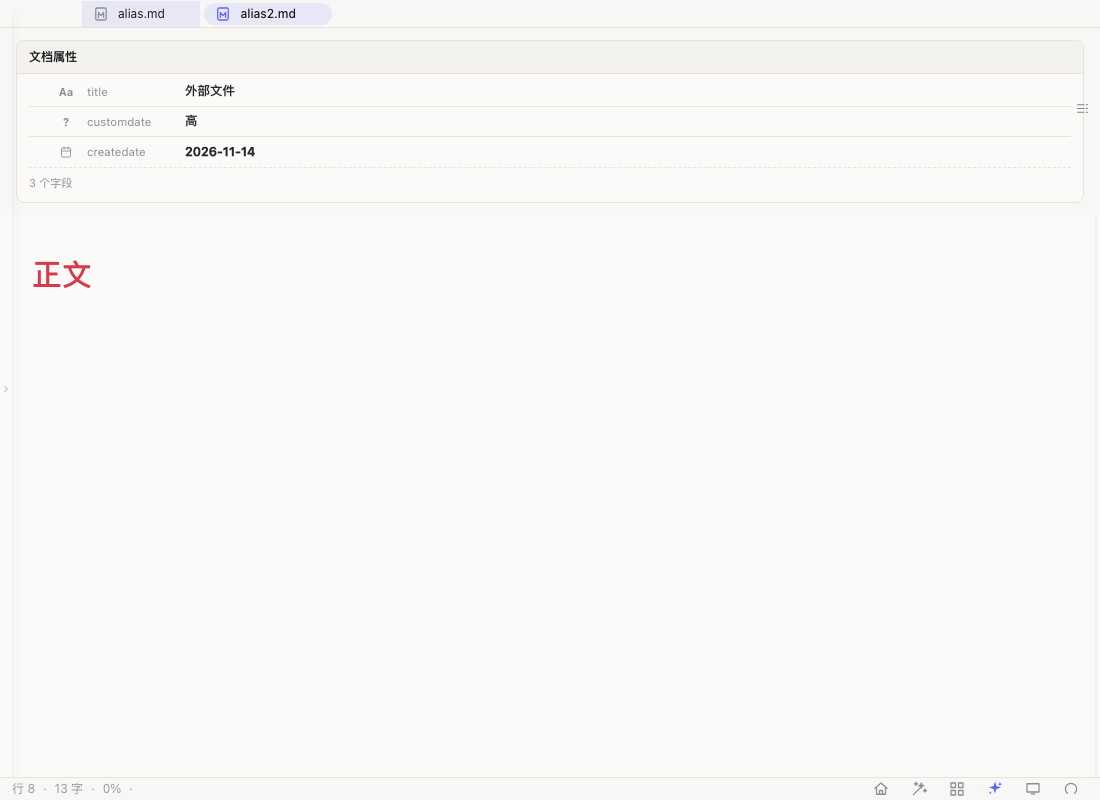 alias.md alias2.md
文档属性
Aa title 外部文件
? customdate 高
createdate 2026-11-14
3 个字段
正文
行 8 · 13 字 · 0% ·